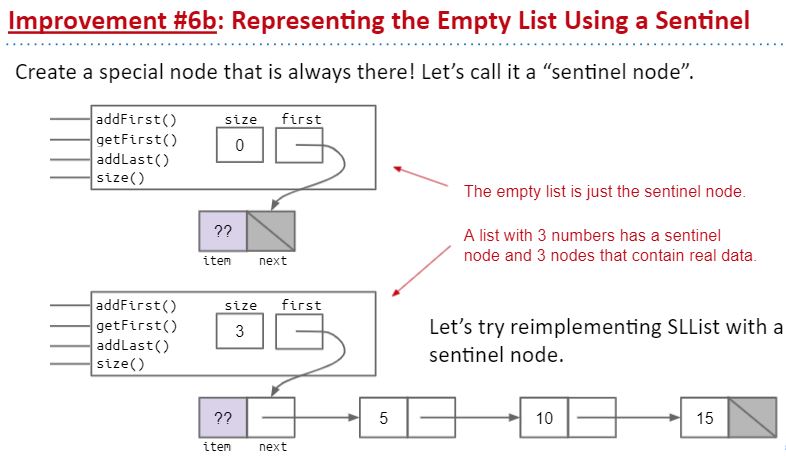 Improvement #6b: Representing the Empty List Using a Sentinel
Create a special node that is always there! Let’s call it a “sentinel node”.
addFirst()
getFirst()
addLast()
size()
size first
0
The empty list is just the sentinel node.
??
item next
A list with 3 numbers has a sentinel
node and 3 nodes that contain real data.
addFirst()
getFirst()
addLast()
size()
size first
3
Let’s try reimplementing SLList with a
sentinel node.
?? 5 10 15
item next